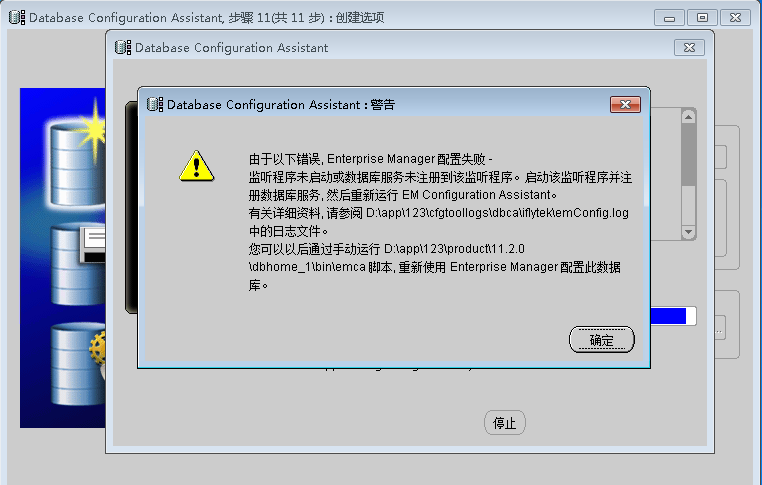 Database Configuration Assistant, 步骤 11(共 11 步) : 创建选项
Database Configuration Assistant
Database Configuration Assistant : 警告
由于以下错误, Enterprise Manager 配置失败 -
监听程序未启动或数据库服务未注册到该监听程序。启动该监听程序并注
册数据库服务, 然后重新运行 EM Configuration Assistant。
有关详细资料, 请参阅 D:\app\123\cfgtoollogs\dbca\iflytek\emConfig.log
中的日志文件。
您可以以后通过手动运行 D:\app\123\product\11.2.0
\dbhome_1\bin\emca 脚本, 重新使用 Enterprise Manager 配置此数据
库。
确定
停止